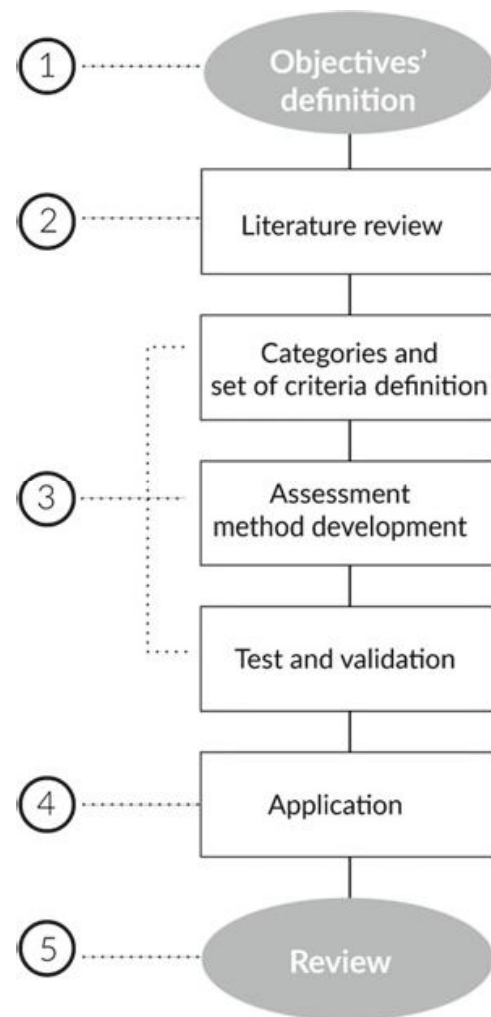 1
Objectives’
definition
2
Literature review
Categories and
set of criteria definition
3
Assessment
method development
Test and validation
4
Application
5
Review